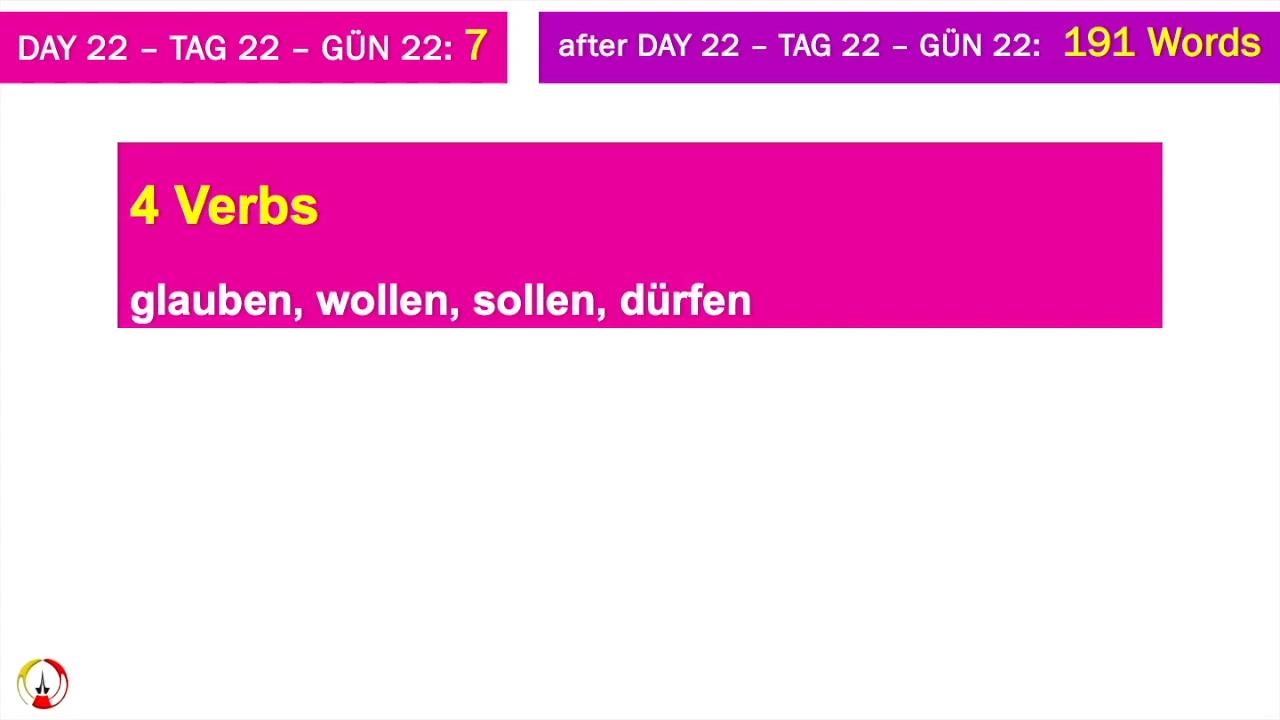 DAY 22 – TAG 22 – GÜN 22: 7
after DAY 22 – TAG 22 – GÜN 22: 191 Words
4 Verbs
glauben, wollen, sollen, dürfen